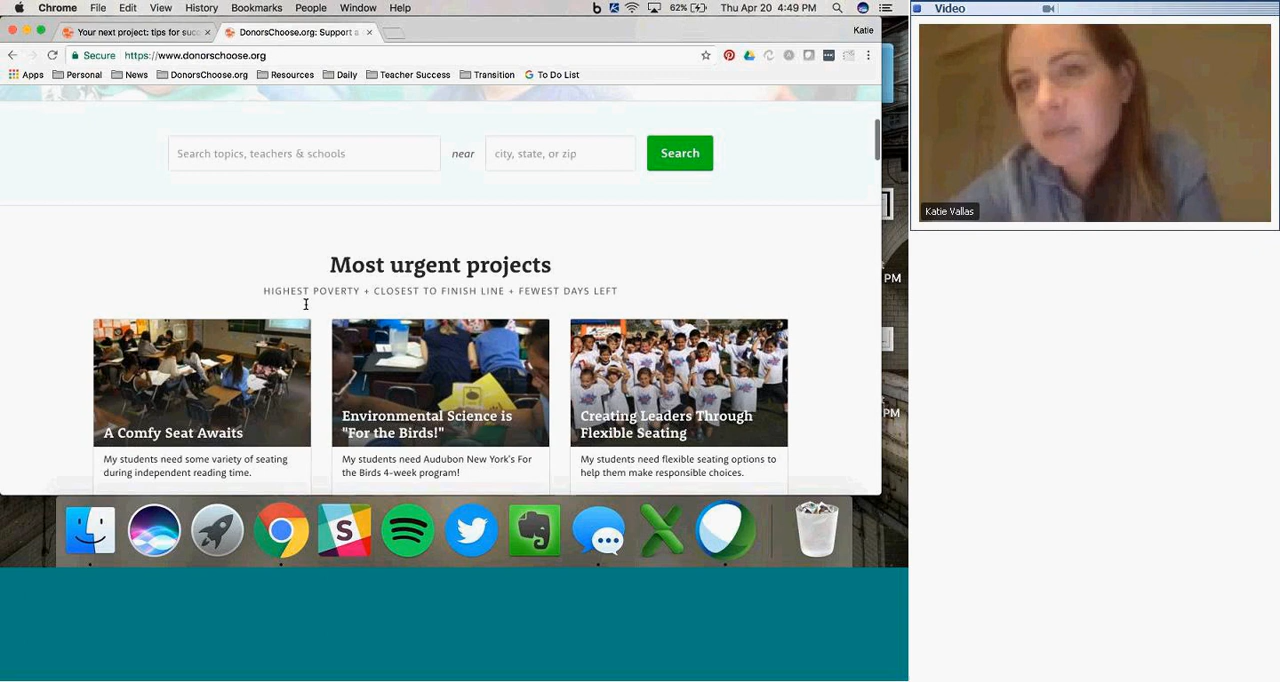 Chrome File Edit View History Bookmarks People Window Help 62% Thu Apr 20 4:49 PM
Your next project: tips for suc
DonorsChoose.org: Support a
Katie
Secure https://www.donorschoose.org
Apps Personal News DonorsChoose.org Resources Daily Teacher Success Transition To Do List
Search topics, teachers & schools near city, state, or zip Search
Most urgent projects
HIGHEST POVERTY + CLOSEST TO FINISH LINE + FEWEST DAYS LEFT
A Comfy Seat Awaits
My students need some variety of seating
during independent reading time.
Environmental Science is
"For the Birds!"
My students need Audubon New York's For
the Birds 4-week program!
Creating Leaders Through
Flexible Seating
My students need flexible seating options to
help them make responsible choices.
PM
PM
Video
Katie Vallas